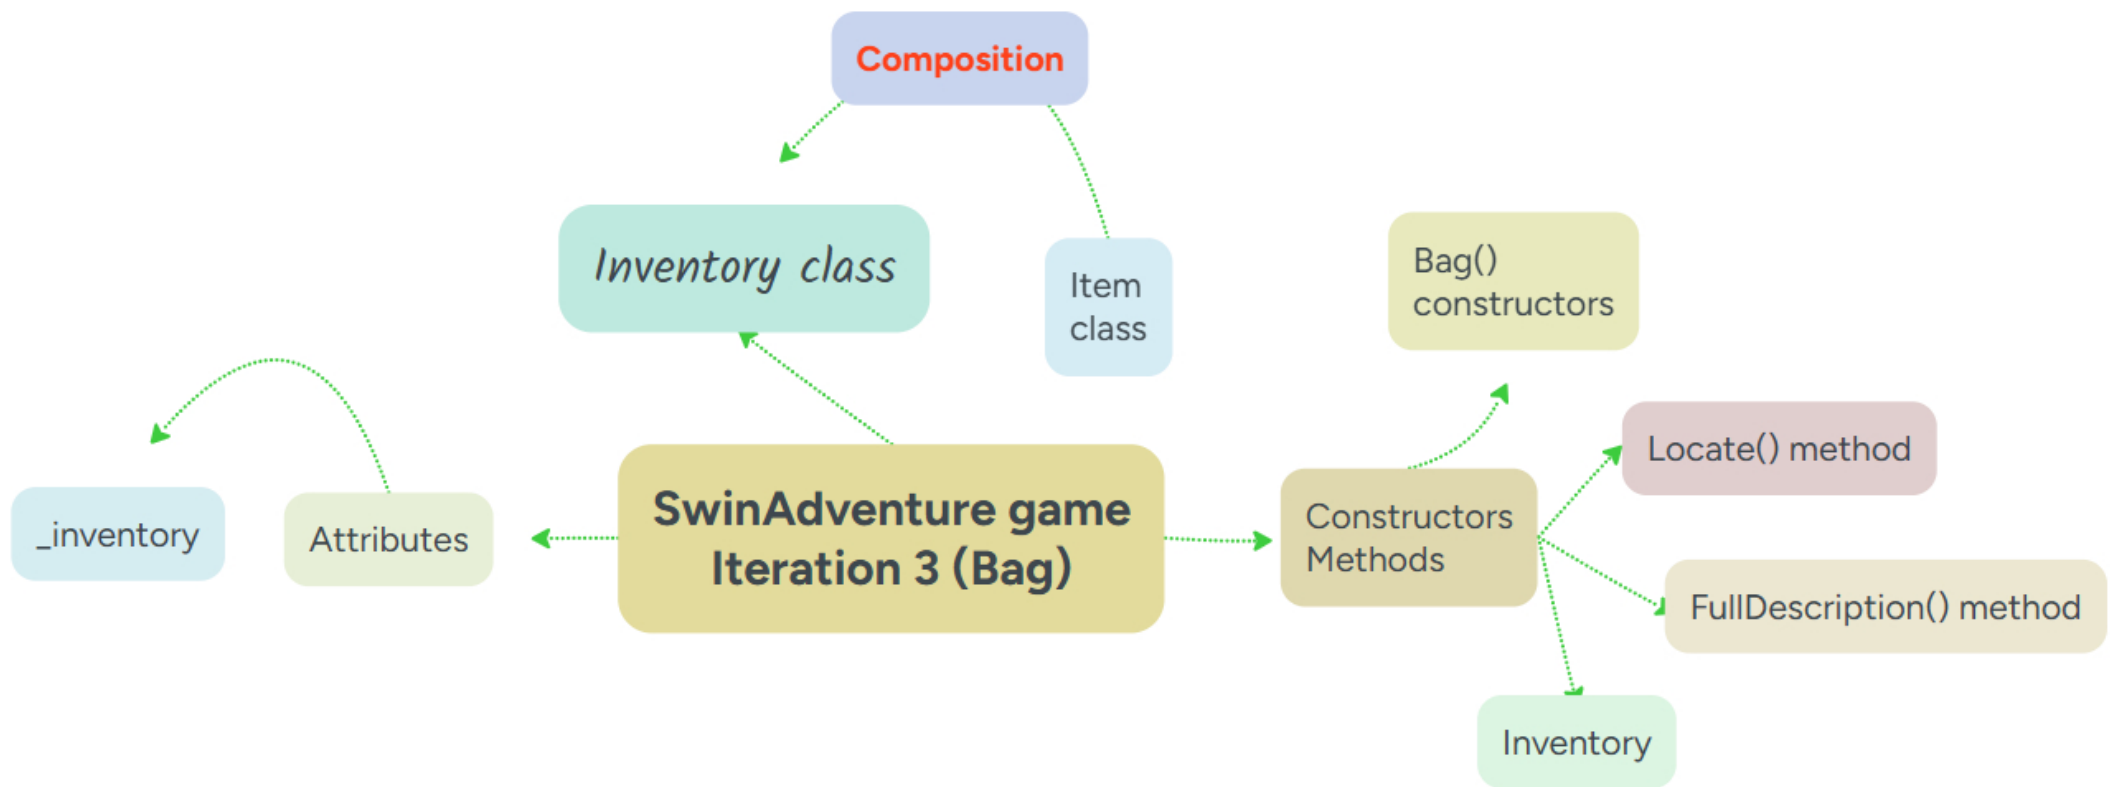 Composition
Inventory class
Item
class
Bag()
constructors
Locate() method
_inventory
Attributes
SwinAdventure game
Iteration 3 (Bag)
Constructors
Methods
FullDescription() method
Inventory